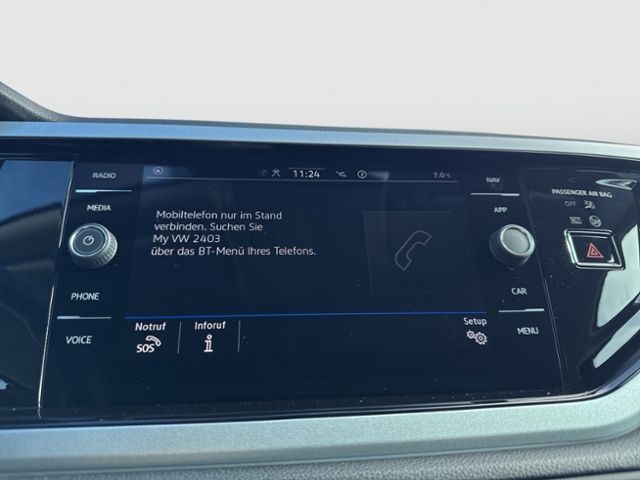 RADIO
MEDIA
PHONE
VOICE
11:24
7.0°C
Mobiltelefon nur im Stand
verbinden. Suchen Sie
My VW 2403
über das BT-Menü Ihres Telefons.
Notruf
SOS
Inforuf
Setup
NAV
APP
CAR
MENU
PASSENGER AIR BAG
OFF